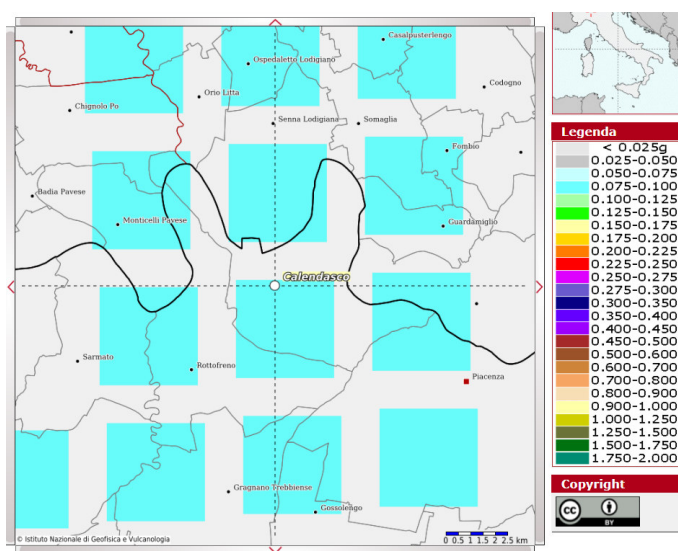 Casalpusterlengo
Ospedaletto Lodigiano
Codogno
Orio Litta
Chignolo Po
Senna Lodigiana
Somaglia
Fombio
Badia Pavese
Monticelli Pavese
Guardamiglio
Calendasco
Sarmato
Rottofreno
Piacenza
Gragnano Trebbiense
Gossolengo
© Istituto Nazionale di Geofisica e Vulcanologia
0 0.5 1 1.5 2 2.5 km
Legenda
< 0.025g
0.025-0.050
0.050-0.075
0.075-0.100
0.100-0.125
0.125-0.150
0.150-0.175
0.175-0.200
0.200-0.225
0.225-0.250
0.250-0.275
0.275-0.300
0.300-0.350
0.350-0.400
0.400-0.450
0.450-0.500
0.500-0.600
0.600-0.700
0.700-0.800
0.800-0.900
0.900-1.000
1.000-1.250
1.250-1.500
1.500-1.750
1.750-2.000
Copyright
cc
BY